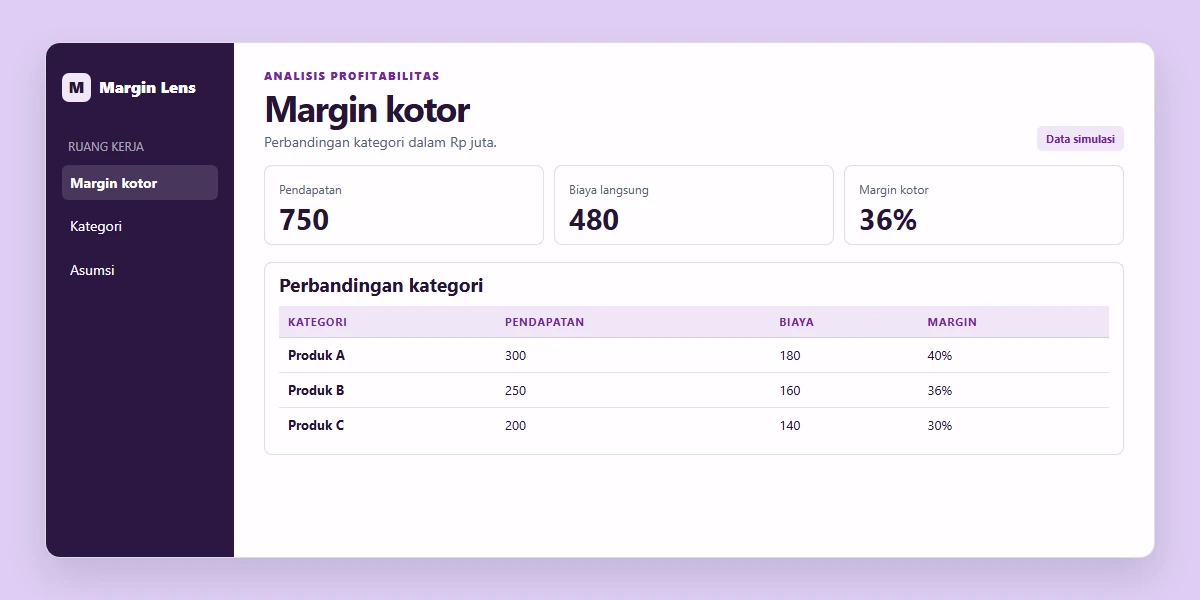 M Margin Lens
RUANG KERJA
Margin kotor
Kategori
Asumsi
ANALISIS PROFITABILITAS
Margin kotor
Perbandingan kategori dalam Rp juta.
Data simulasi
Pendapatan
750
Biaya langsung
480
Margin kotor
36%
Perbandingan kategori
KATEGORI PENDAPATAN BIAYA MARGIN
Produk A 300 180 40%
Produk B 250 160 36%
Produk C 200 140 30%